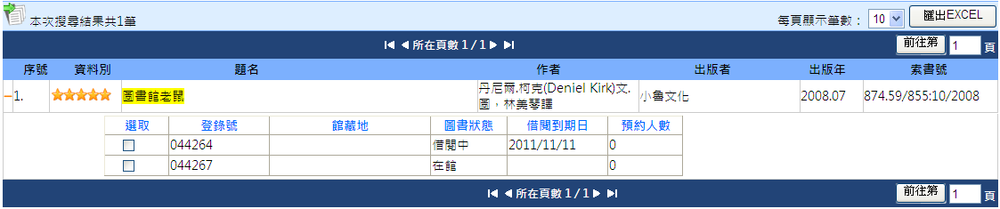 本次搜尋結果共1筆 每頁顯示筆數： 10 匯出EXCEL
所在頁數 1 / 1 前往第 1 頁
序號 資料別 題名 作者 出版者 出版年 索書號
1. 圖書館老鼠 丹尼爾.柯克(Deniel Kirk)文. 小魯文化 2008.07 874.59/855:10/2008
圖，林美琴譯
選取 登錄號 館藏地 圖書狀態 借閱到期日 預約人數
044264 借閱中 2011/11/11 0
044267 在館 0
所在頁數 1 / 1 前往第 1 頁